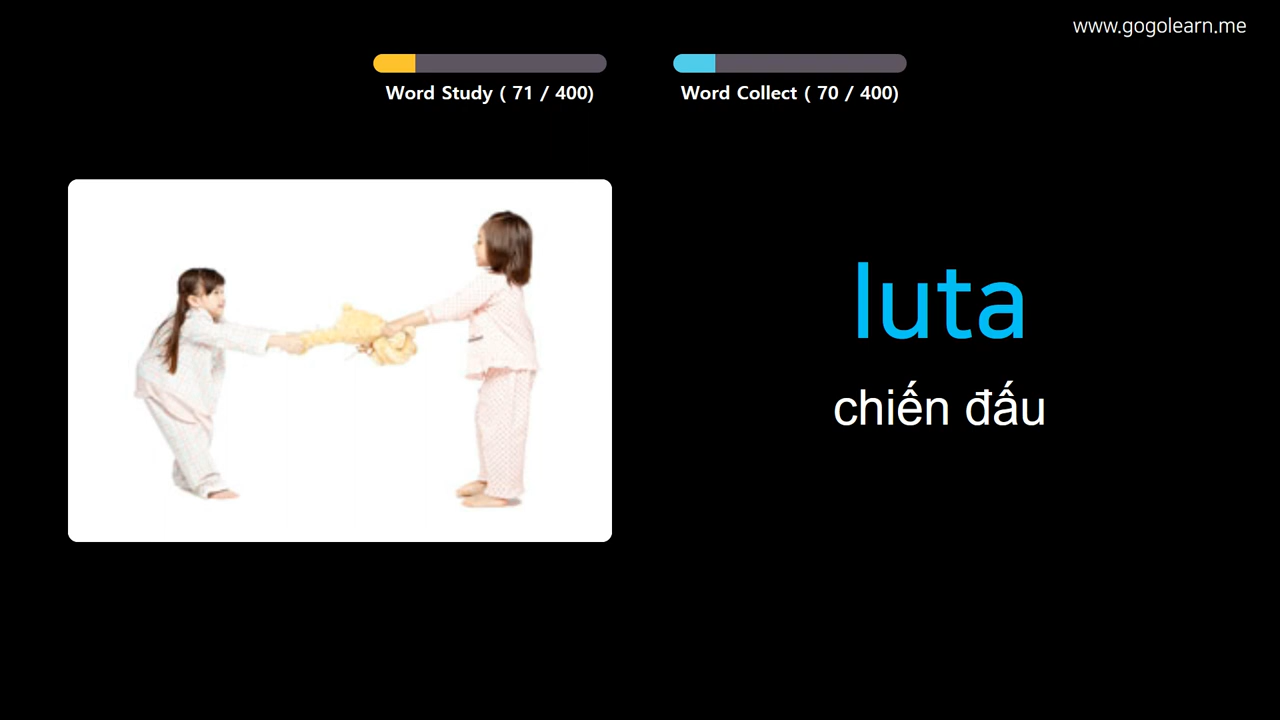 www.gogolearn.me
Word Study ( 71 / 400)
Word Collect ( 70 / 400)
luta
chiến đấu